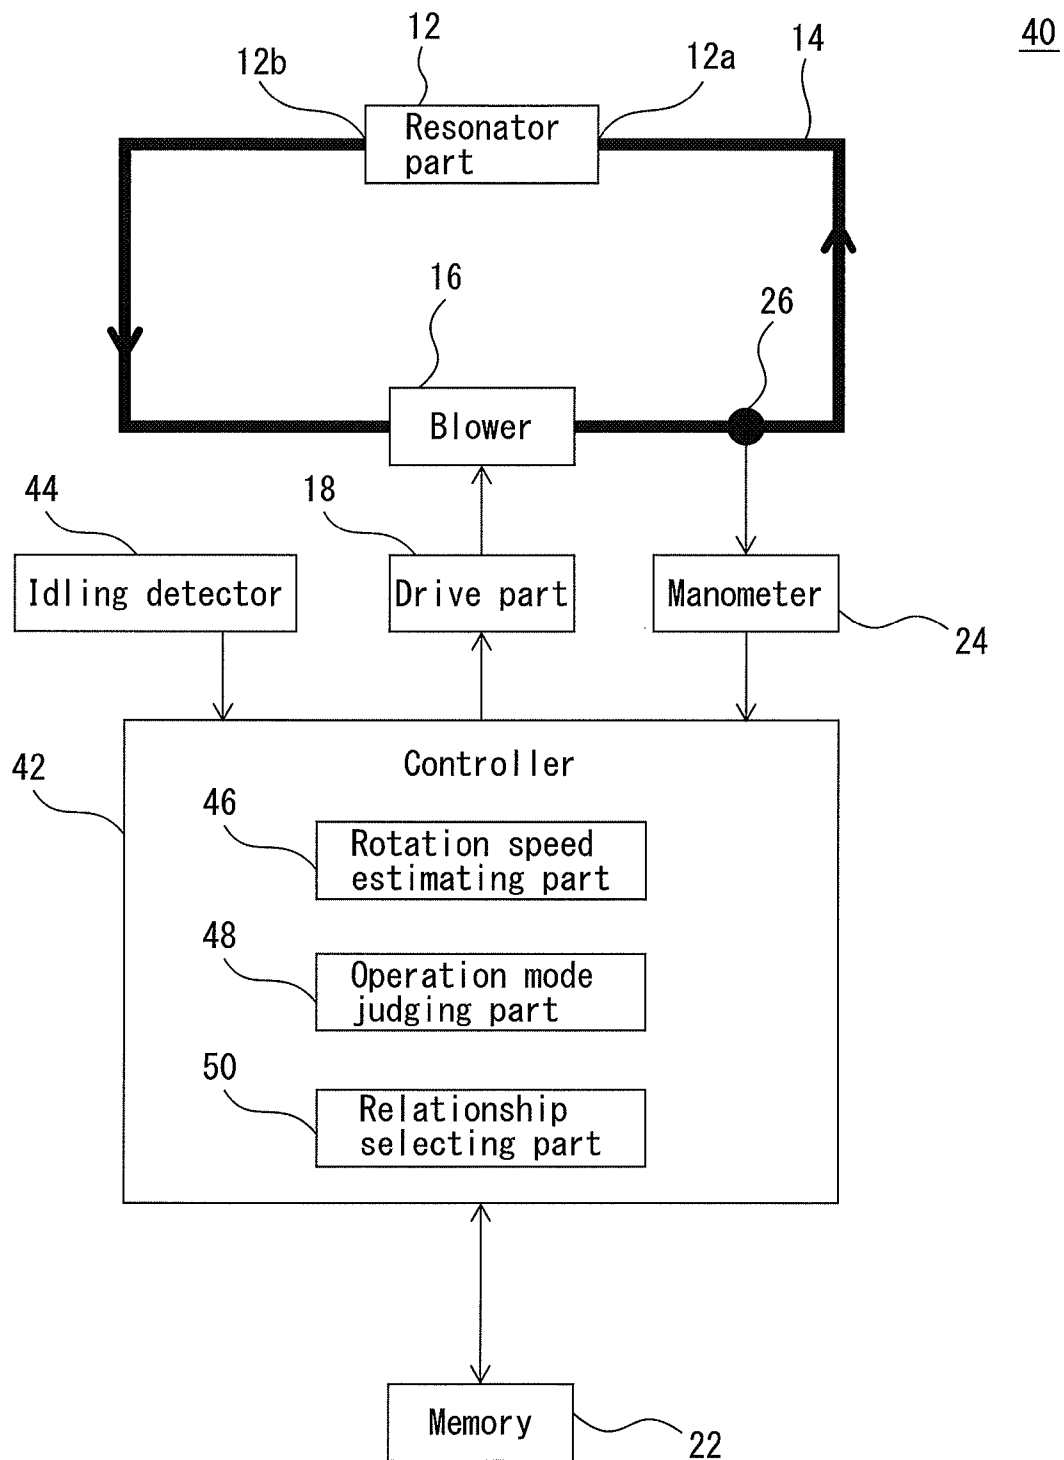 12
14
40
12b
12a
Resonator
part
16
26
Blower
44
18
Idling detector
Drive part
Manometer
24
Controller
42
46
Rotation speed
estimating part
48
Operation mode
judging part
50
Relationship
selecting part
Memory
22